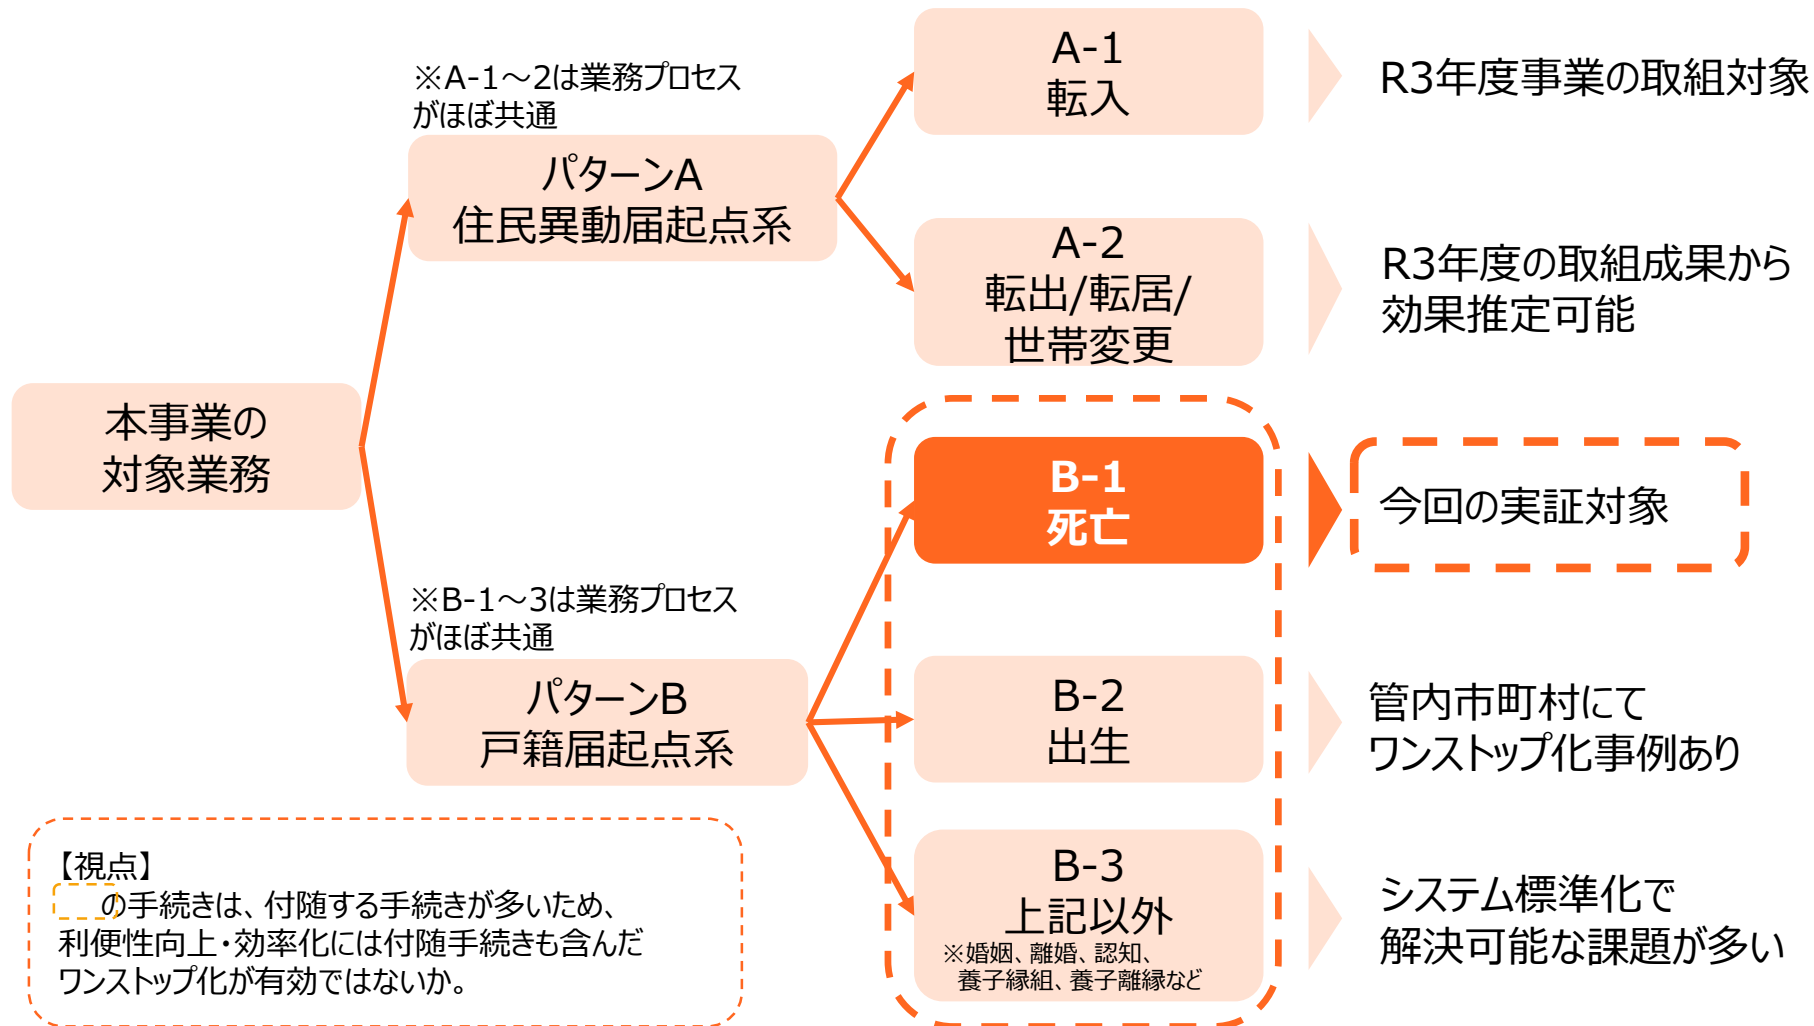 本事業の
対象業務
※A-1～2は業務プロセス
がほぼ共通
パターンA
住民異動届起点系
A-1
転入
R3年度事業の取組対象
A-2
転出/転居/
世帯変更
R3年度の取組成果から
効果推定可能
※B-1～3は業務プロセス
がほぼ共通
パターンB
戸籍届起点系
B-1
死亡
今回の実証対象
B-2
出生
管内市町村にて
ワンストップ化事例あり
B-3
上記以外
※婚姻、離婚、認知、
養子縁組、養子離縁など
システム標準化で
解決可能な課題が多い
【視点】
の手続きは、付随する手続きが多いため、
利便性向上・効率化には付随手続きも含んだ
ワンストップ化が有効ではないか。